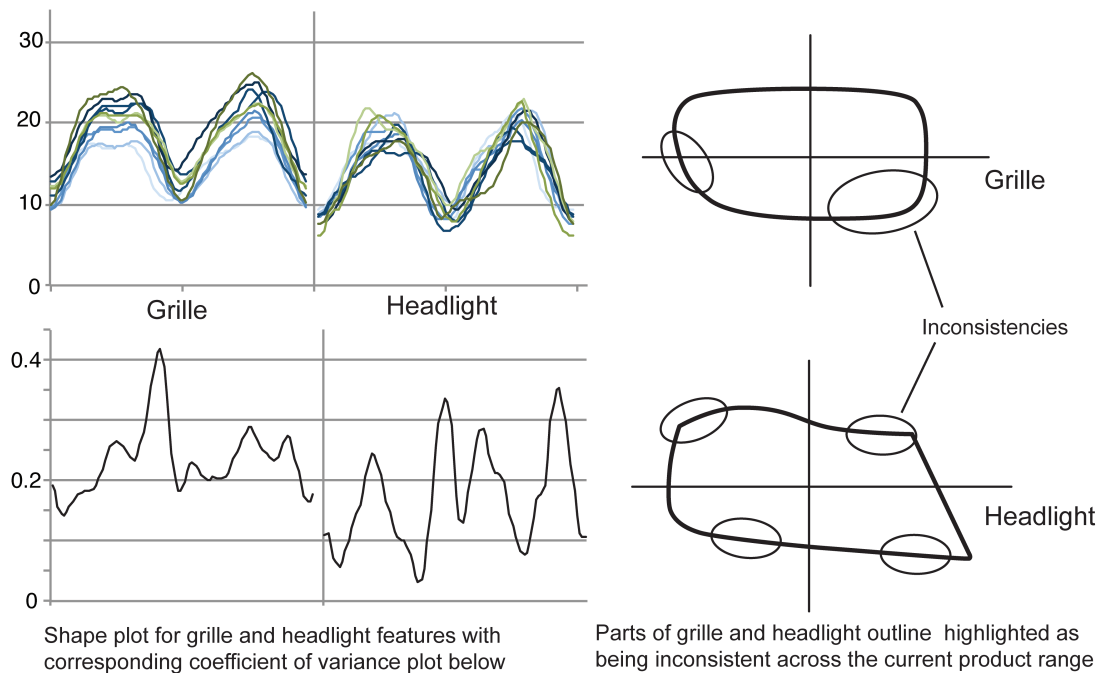 30
20
10
0
Grille
Headlight
0.4
0.2
0
Shape plot for grille and headlight features with
corresponding coefficient of variance plot below
Grille
Inconsistencies
Headlight
Parts of grille and headlight outline highlighted as
being inconsistent across the current product range